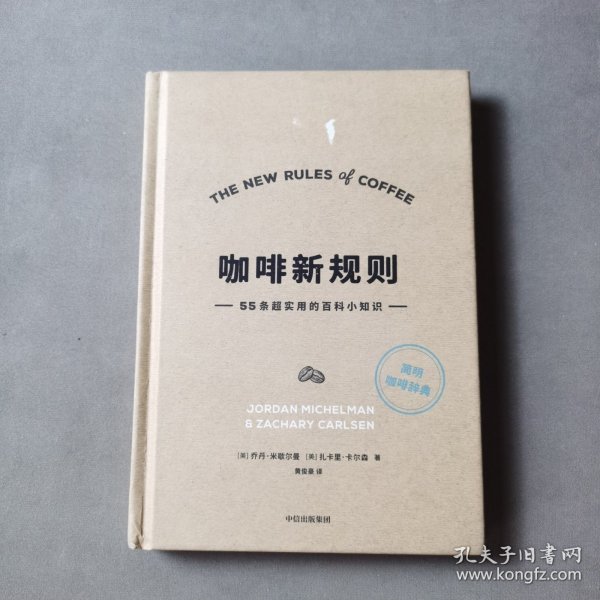 THE NEW RULES of COFFEE
咖啡新规则
55条超实用的百科小知识
简明
咖啡辞典
JORDAN MICHELMAN
& ZACHARY CARLSEN
[美] 乔丹·米歇尔曼 [美] 扎卡里·卡尔森 著
黄俊豪 译
中信出版集团
孔夫子旧书网
www.kongfz.com